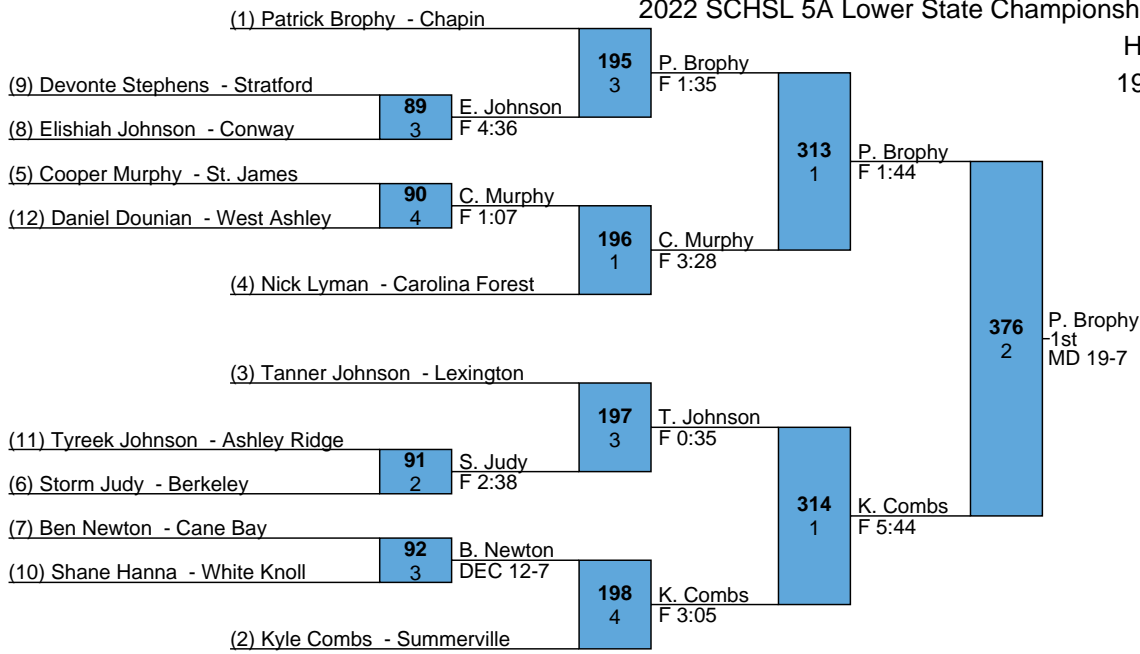 2022 SCHSL 5A Lower State Championsh
H
19
(1) Patrick Brophy - Chapin
195
3
P. Brophy
F 1:35
(9) Devonte Stephens - Stratford
89
3
E. Johnson
F 4:36
(8) Elishiah Johnson - Conway
313
1
P. Brophy
F 1:44
(5) Cooper Murphy - St. James
90
4
C. Murphy
F 1:07
(12) Daniel Dounian - West Ashley
196
1
C. Murphy
F 3:28
(4) Nick Lyman - Carolina Forest
376
2
P. Brophy
1st
MD 19-7
(3) Tanner Johnson - Lexington
197
3
T. Johnson
F 0:35
(11) Tyreek Johnson - Ashley Ridge
91
2
S. Judy
F 2:38
(6) Storm Judy - Berkeley
314
1
K. Combs
F 5:44
(7) Ben Newton - Cane Bay
92
3
B. Newton
DEC 12-7
(10) Shane Hanna - White Knoll
198
4
K. Combs
F 3:05
(2) Kyle Combs - Summerville